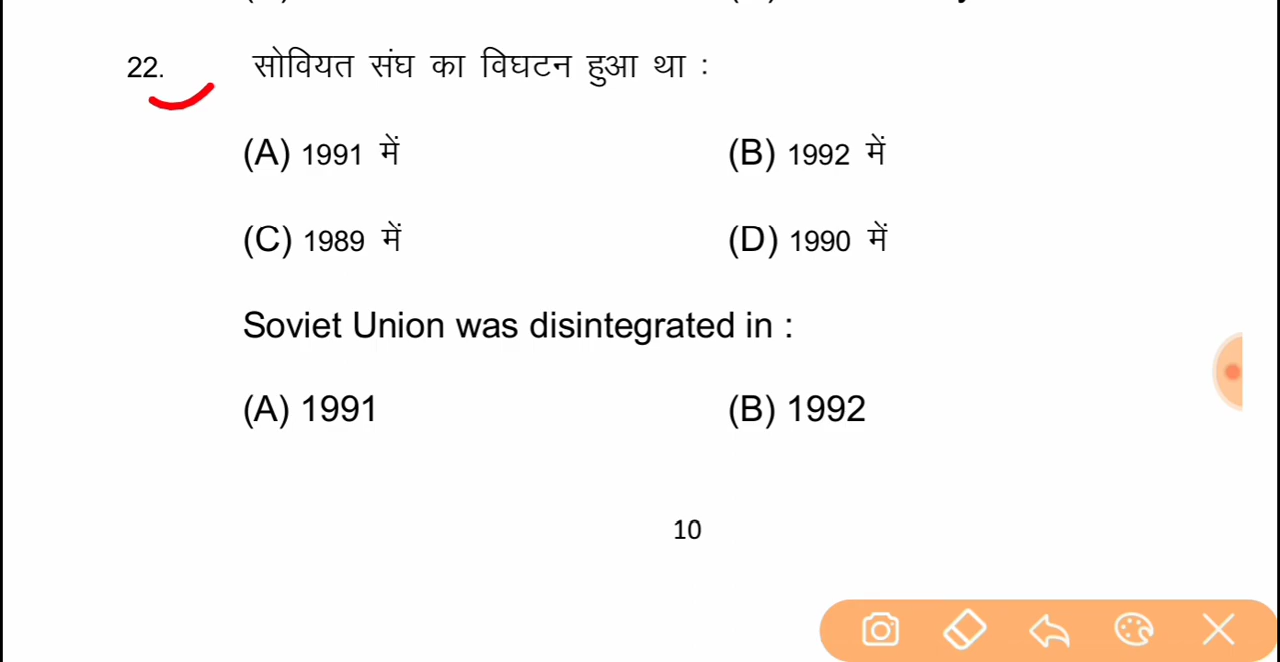 22. सोवियत संघ का विघटन हुआ था :
(A) 1991 में (B) 1992 में
(C) 1989 में (D) 1990 में
Soviet Union was disintegrated in :
(A) 1991 (B) 1992
10